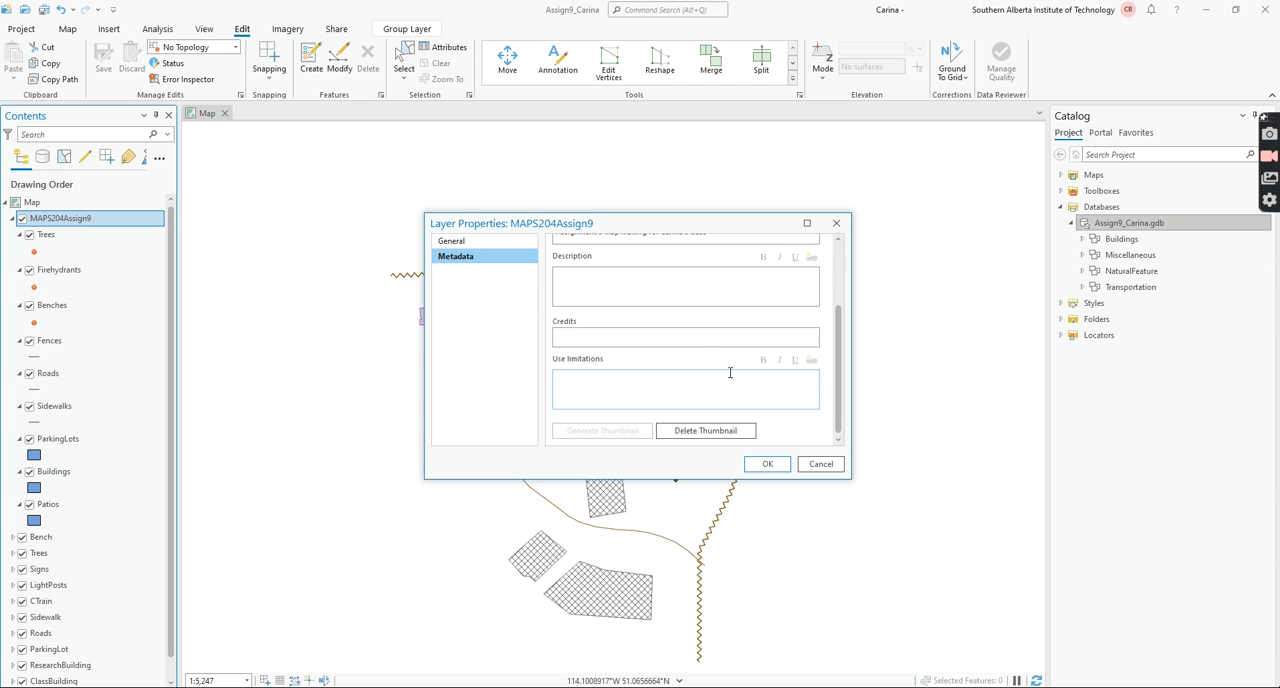 Assign9_Carina
Command Search (Alt+Q)
Carina -
Southern Alberta Institute of Technology
CB
?
Project
Map
Insert
Analysis
View
Edit
Imagery
Share
Group Layer
Paste
Cut
Copy
Copy Path
Clipboard
Save
Discard
No Topology
Status
Error Inspector
Manage Edits
Snapping
Snapping
Create
Modify
Delete
Features
Select
Attributes
Clear
Zoom To
Selection
Move
Annotation
Edit
Vertices
Reshape
Merge
Split
Tools
Mode
No surfaces
Elevation
Ground
To Grid
Corrections
Manage
Quality
Data Reviewer
Contents
Search
Drawing Order
Map
MAPS204Assign9
Trees
Firehydrants
Benches
Fences
Roads
Sidewalks
ParkingLots
Buildings
Patios
Bench
Trees
Signs
LightPosts
CTrain
Sidewalk
Roads
ParkingLot
ResearchBuilding
ClassBuilding
Map
Layer Properties: MAPS204Assign9
General
Metadata
Description
B I U
Credits
Use limitations
B I U
Generate Thumbnail
Delete Thumbnail
OK
Cancel
1:5,247
114.1008917°W 51.0656664°N
Selected Features: 0
Catalog
Project
Portal
Favorites
Search Project
Maps
Toolboxes
Databases
Assign9_Carina.gdb
Buildings
Miscellaneous
NaturalFeature
Transportation
Styles
Folders
Locators